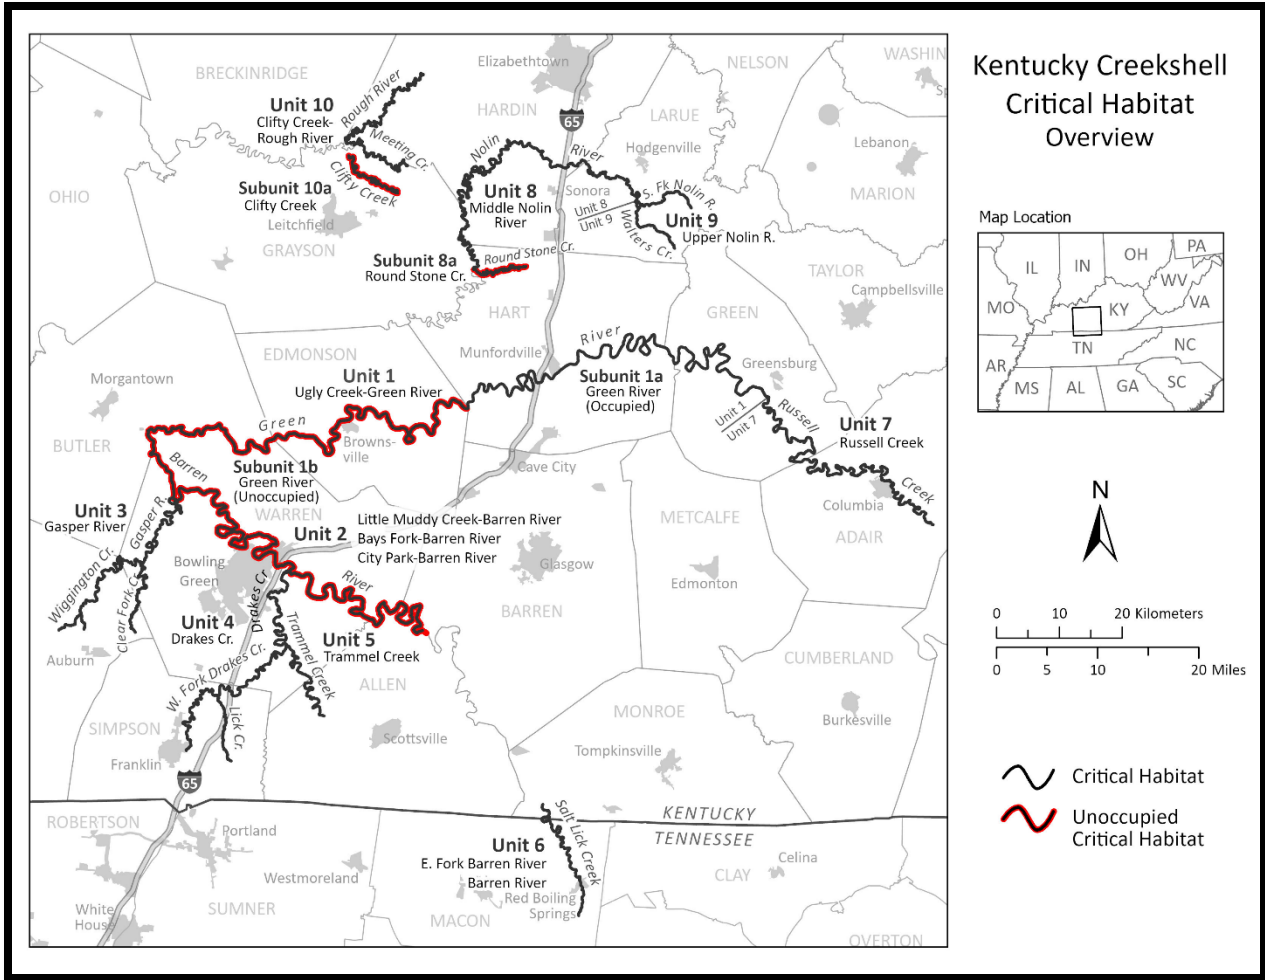 Kentucky Creekshell
Critical Habitat
Overview
Map Location
IL
IN
OH
PA
MO
KY
WV
VA
TN
NC
AR
MS
AL
GA
SC
N
0 10 20 Kilometers
0 5 10 20 Miles
Critical Habitat
Unoccupied
Critical Habitat
BRECKINRIDGE
Elizabethtown
NELSON
HARDIN
65
LARUE
Hodgenville
Lebanon
MARION
OHIO
Unit 10
Clifty Creek-
Rough River
Rough River
Meeting Cr.
Clifty Creek
Subunit 10a
Clifty Creek
Leitchfield
GRAYSON
Nolin
River
Unit 8
Middle Nolin
River
Sonora
Unit 8
Unit 9
S. Fk Nolin R.
Walters Cr.
Unit 9
Upper Nolin R.
Subunit 8a
Round Stone Cr.
Round Stone Cr.
TAYLOR
Campbellsville
HART
GREEN
EDMONSON
Munfordville
River
Greensburg
Morgantown
Unit 1
Ugly Creek-Green River
Subunit 1a
Green River
(Occupied)
Unit 1
Unit 7
Russell
Unit 7
Russell Creek
BUTLER
Green
Browns-
ville
Barren
Subunit 1b
Green River
(Unoccupied)
Cave City
Creek
Columbia
ADAIR
METCALFE
WARREN
Unit 3
Gasper River
Gasper R.
Unit 2
Little Muddy Creek-Barren River
Bays Fork-Barren River
City Park-Barren River
Bowling
Green
River
Glasgow
Edmonton
Wiggington Cr.
Clear Fork Cr.
Drakes Cr.
BARREN
Unit 4
Drakes Cr.
Unit 5
Trammel Creek
Trammel Creek
Auburn
W. Fork Drakes Cr.
CUMBERLAND
ALLEN
Lick Cr.
SIMPSON
MONROE
Burkesville
Scottsville
Tompkinsville
Franklin
65
KENTUCKY
TENNESSEE
ROBERTSON
Portland
Salt Lick Creek
Unit 6
E. Fork Barren River
Barren River
Celina
CLAY
Westmoreland
Red Boiling
Springs
White
House
SUMNER
MACON
OVERTON